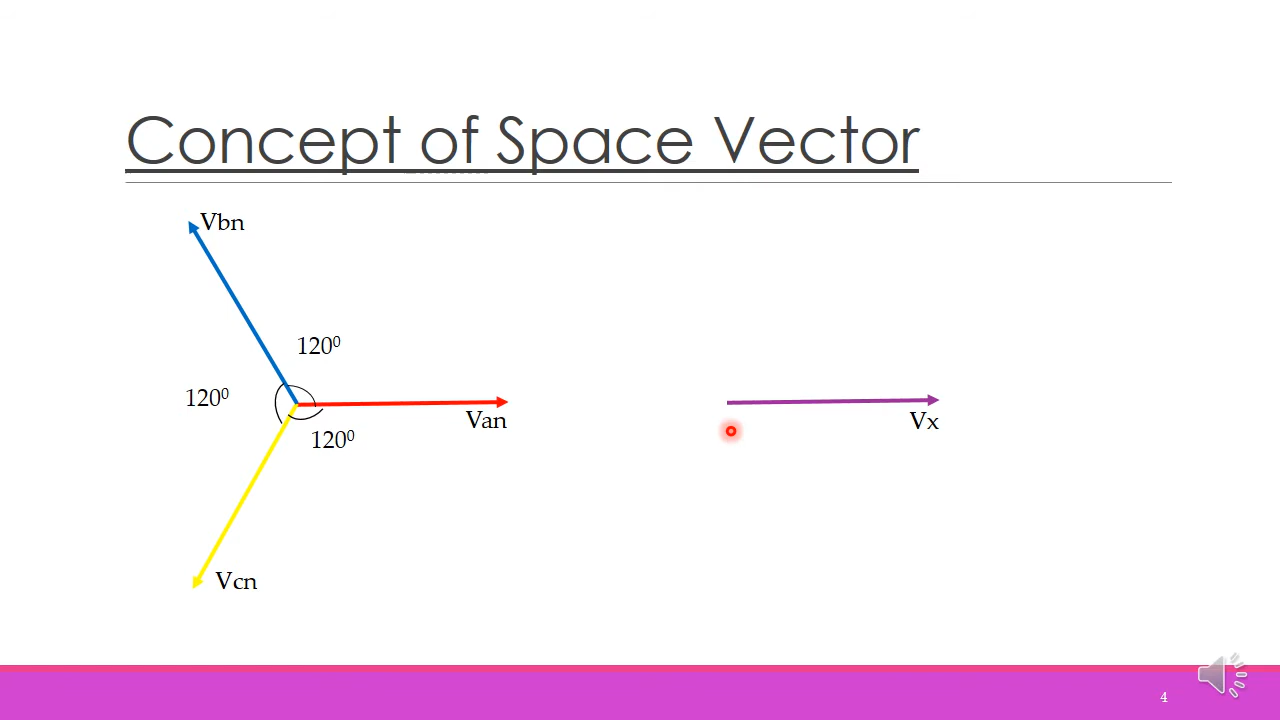 Concept of Space Vector
Vbn
120⁰
120⁰
Van
Vx
120⁰
Vcn
4